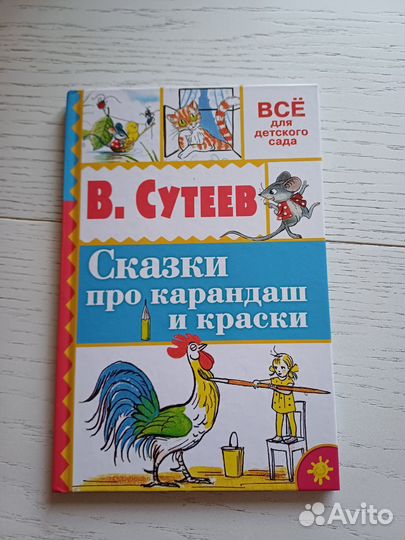 ВСЁ
для
детского
сада
В. Сутеев
Сказки
про карандаш
и краски
Avito